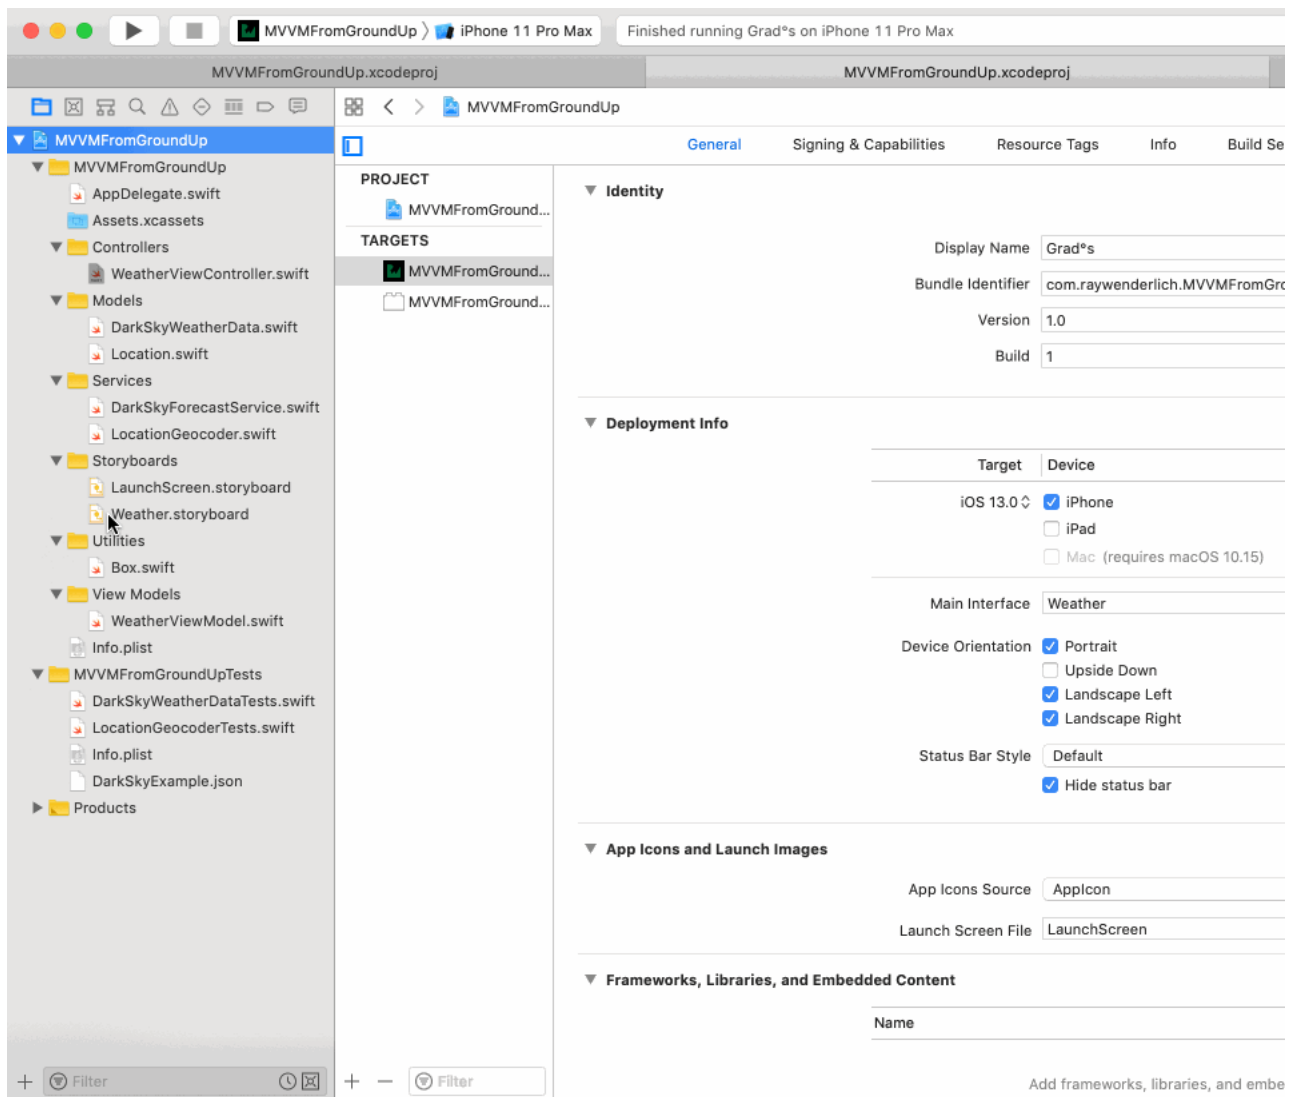 MVVMFromGroundUp 〉 iPhone 11 Pro Max
Finished running Grad°s on iPhone 11 Pro Max
MVVMFromGroundUp.xcodeproj
MVVMFromGroundUp.xcodeproj
MVVMFromGroundUp
MVVMFromGroundUp
General Signing & Capabilities Resource Tags Info Build Se
MVVMFromGroundUp
AppDelegate.swift
Assets.xcassets
Controllers
WeatherViewController.swift
Models
DarkSkyWeatherData.swift
Location.swift
Services
DarkSkyForecastService.swift
LocationGeocoder.swift
Storyboards
LaunchScreen.storyboard
Weather.storyboard
Utilities
Box.swift
View Models
WeatherViewModel.swift
Info.plist
MVVMFromGroundUpTests
DarkSkyWeatherDataTests.swift
LocationGeocoderTests.swift
Info.plist
DarkSkyExample.json
Products
Filter
PROJECT
MVVMFromGround...
TARGETS
MVVMFromGround...
MVVMFromGround...
Filter
Identity
Display Name Grad°s
Bundle Identifier com.raywenderlich.MVVMFromGro
Version 1.0
Build 1
Deployment Info
Target Device
iOS 13.0 iPhone
iPad
Mac (requires macOS 10.15)
Main Interface Weather
Device Orientation Portrait
Upside Down
Landscape Left
Landscape Right
Status Bar Style Default
Hide status bar
App Icons and Launch Images
App Icons Source AppIcon
Launch Screen File LaunchScreen
Frameworks, Libraries, and Embedded Content
Name
Add frameworks, libraries, and embe